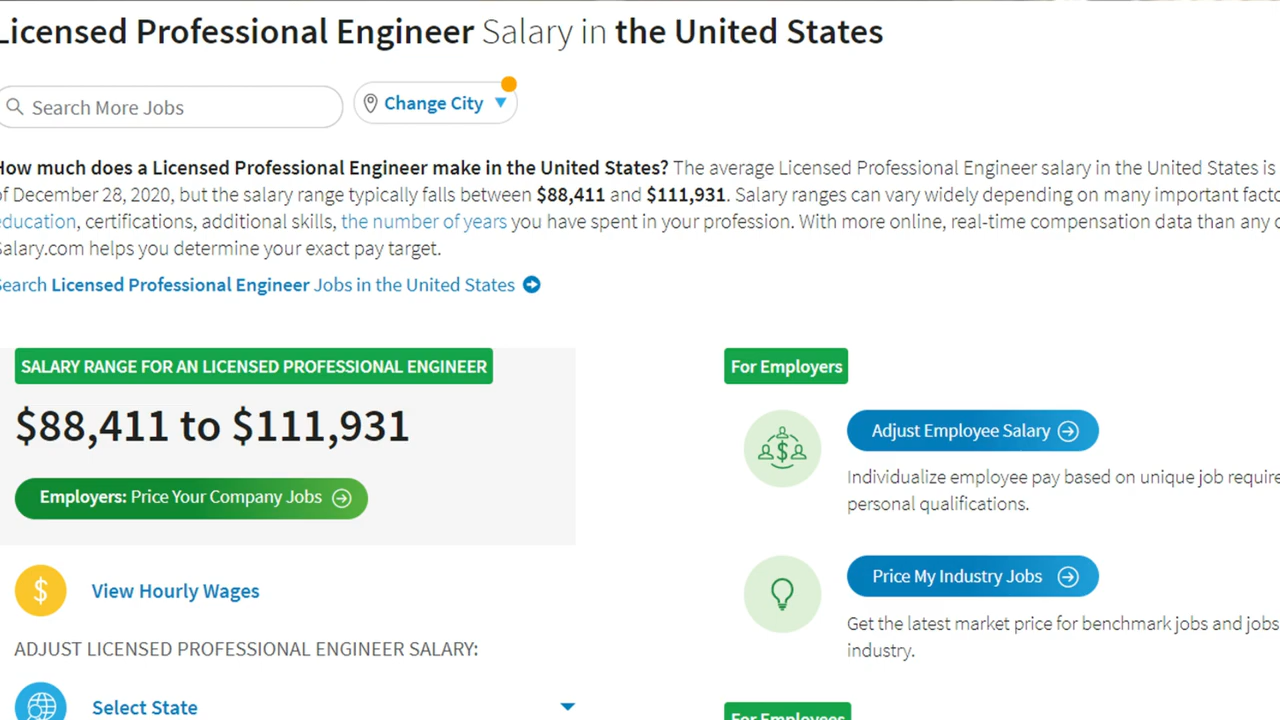 Licensed Professional Engineer Salary in the United States
Search More Jobs
Change City
How much does a Licensed Professional Engineer make in the United States? The average Licensed Professional Engineer salary in the United States is
of December 28, 2020, but the salary range typically falls between $88,411 and $111,931. Salary ranges can vary widely depending on many important
education, certifications, additional skills, the number of years you have spent in your profession. With more online, real-time compensation data than any
Salary.com helps you determine your exact pay target.
Search Licensed Professional Engineer Jobs in the United States
SALARY RANGE FOR AN LICENSED PROFESSIONAL ENGINEER
$88,411 to $111,931
Employers: Price Your Company Jobs
View Hourly Wages
ADJUST LICENSED PROFESSIONAL ENGINEER SALARY:
Select State
For Employers
Adjust Employee Salary
Individualize employee pay based on unique job
personal qualifications.
Price My Industry Jobs
Get the latest market price for benchmark jobs and jobs
industry.
For Employees